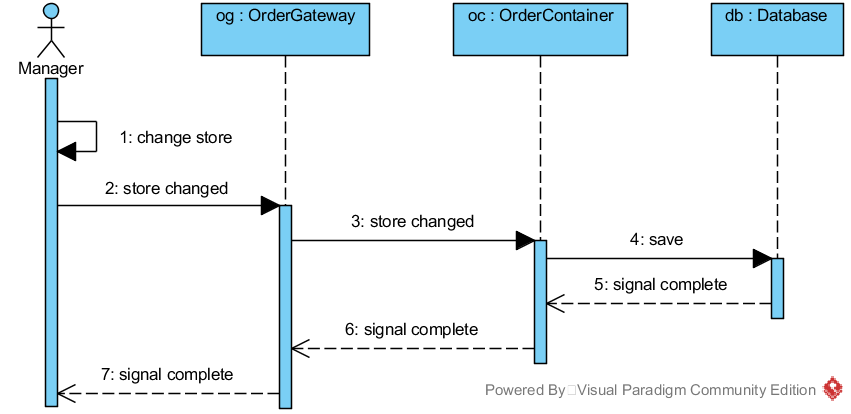 og : OrderGateway
oc : OrderContainer
db : Database
Manager
1: change store
2: store changed
3: store changed
4: save
5: signal complete
6: signal complete
7: signal complete
Powered By Visual Paradigm Community Edition